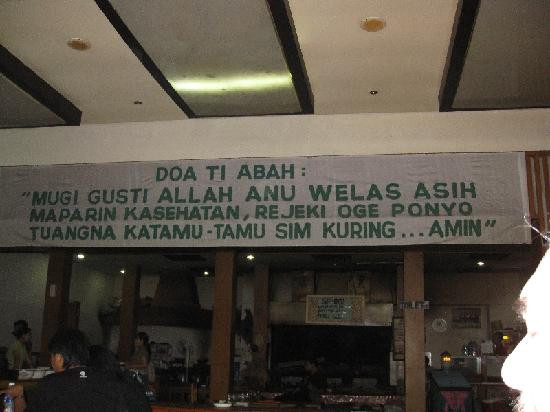 DOA TI ABAH :
"MUGI GUSTI ALLAH ANU WELAS ASIH
MAPARIN KASEHATAN, REJEKI OGE PONYO
TUANGNA KATAMU-TAMU SIM KURING...AMIN"